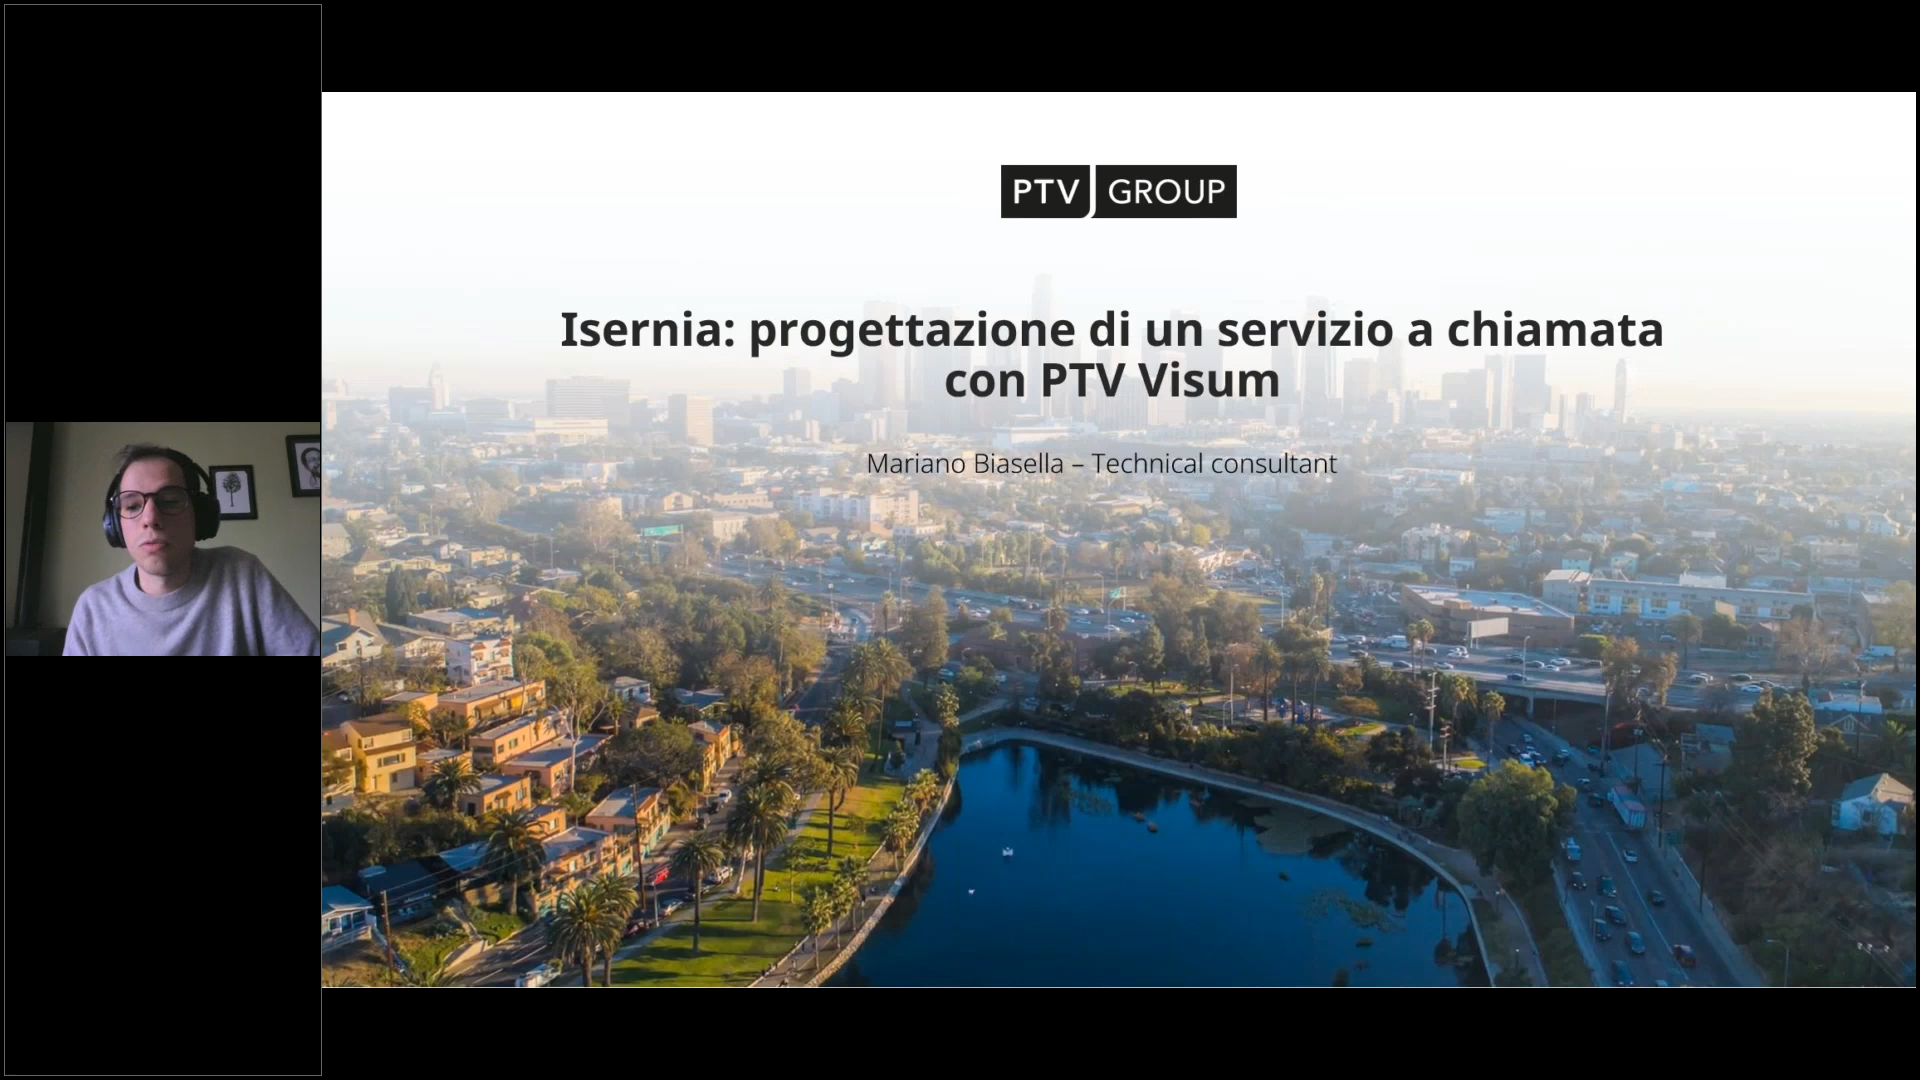 PTV GROUP
Isernia: progettazione di un servizio a chiamata
con PTV Visum
Mariano Biasella – Technical consultant